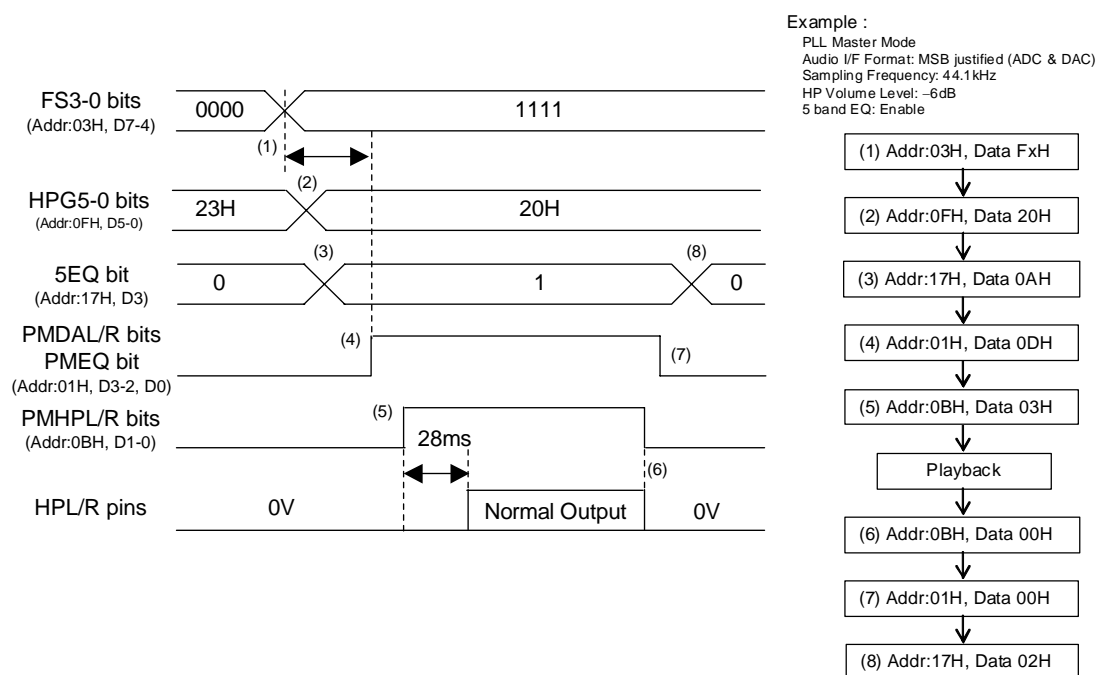 Example :
PLL Master Mode
Audio I/F Format: MSB justified (ADC & DAC)
Sampling Frequency: 44.1kHz
HP Volume Level: −6dB
5 band EQ: Enable
FS3-0 bits
(Addr:03H, D7-4)
0000
1111
(1)
HPG5-0 bits
(Addr:0FH, D5-0)
23H
(2)
20H
5EQ bit
(Addr:17H, D3)
0
(3)
1
(8)
0
PMDAL/R bits
PMEQ bit
(Addr:01H, D3-2, D0)
(4)
(7)
PMHPL/R bits
(Addr:0BH, D1-0)
(5)
28ms
(6)
HPL/R pins
0V
Normal Output
0V
(1) Addr:03H, Data FxH
(2) Addr:0FH, Data 20H
(3) Addr:17H, Data 0AH
(4) Addr:01H, Data 0DH
(5) Addr:0BH, Data 03H
Playback
(6) Addr:0BH, Data 00H
(7) Addr:01H, Data 00H
(8) Addr:17H, Data 02H